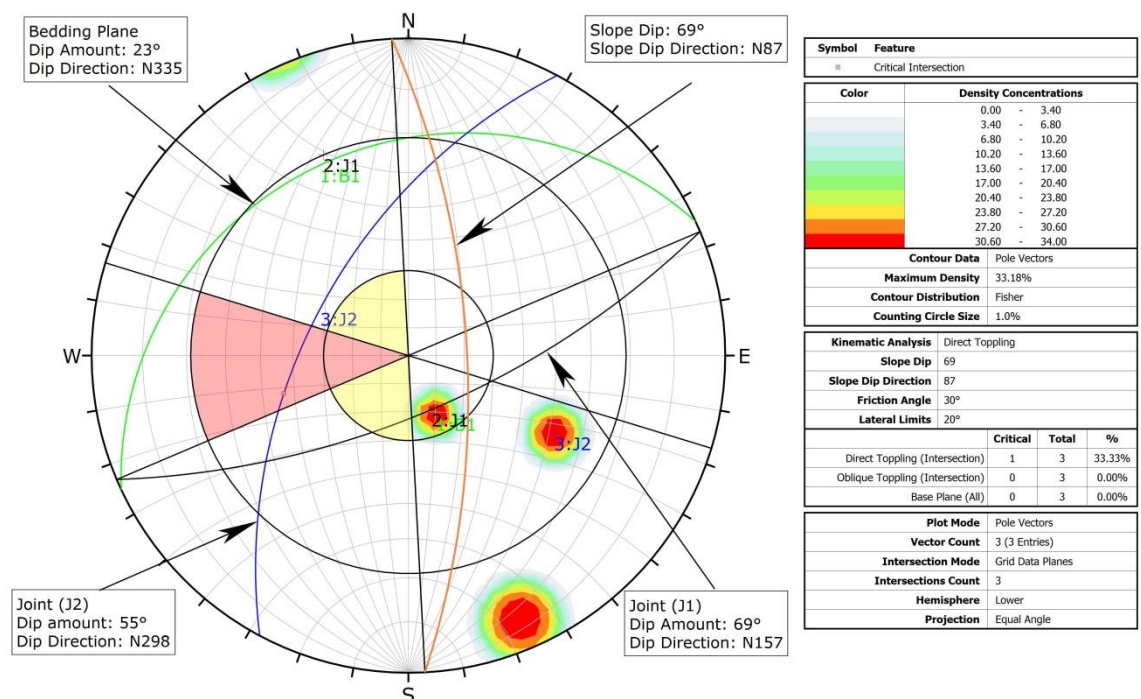 Bedding Plane
Dip Amount: 23°
Dip Direction: N335
N
Slope Dip: 69°
Slope Dip Direction: N87
2:J1
1:B1
3:J2
W
E
2:J1
1:B1
3:J2
Joint (J2)
Dip amount: 55°
Dip Direction: N298
Joint (J1)
Dip Amount: 69°
Dip Direction: N157
S
Symbol Feature
Critical Intersection
Color Density Concentrations
0.00 - 3.40
3.40 - 6.80
6.80 - 10.20
10.20 - 13.60
13.60 - 17.00
17.00 - 20.40
20.40 - 23.80
23.80 - 27.20
27.20 - 30.60
30.60 - 34.00
Contour Data Pole Vectors
Maximum Density 33.18%
Contour Distribution Fisher
Counting Circle Size 1.0%
Kinematic Analysis Direct Toppling
Slope Dip 69
Slope Dip Direction 87
Friction Angle 30°
Lateral Limits 20°
Critical Total %
Direct Toppling (Intersection) 1 3 33.33%
Oblique Toppling (Intersection) 0 3 0.00%
Base Plane (All) 0 3 0.00%
Plot Mode Pole Vectors
Vector Count 3 (3 Entries)
Intersection Mode Grid Data Planes
Intersections Count 3
Hemisphere Lower
Projection Equal Angle